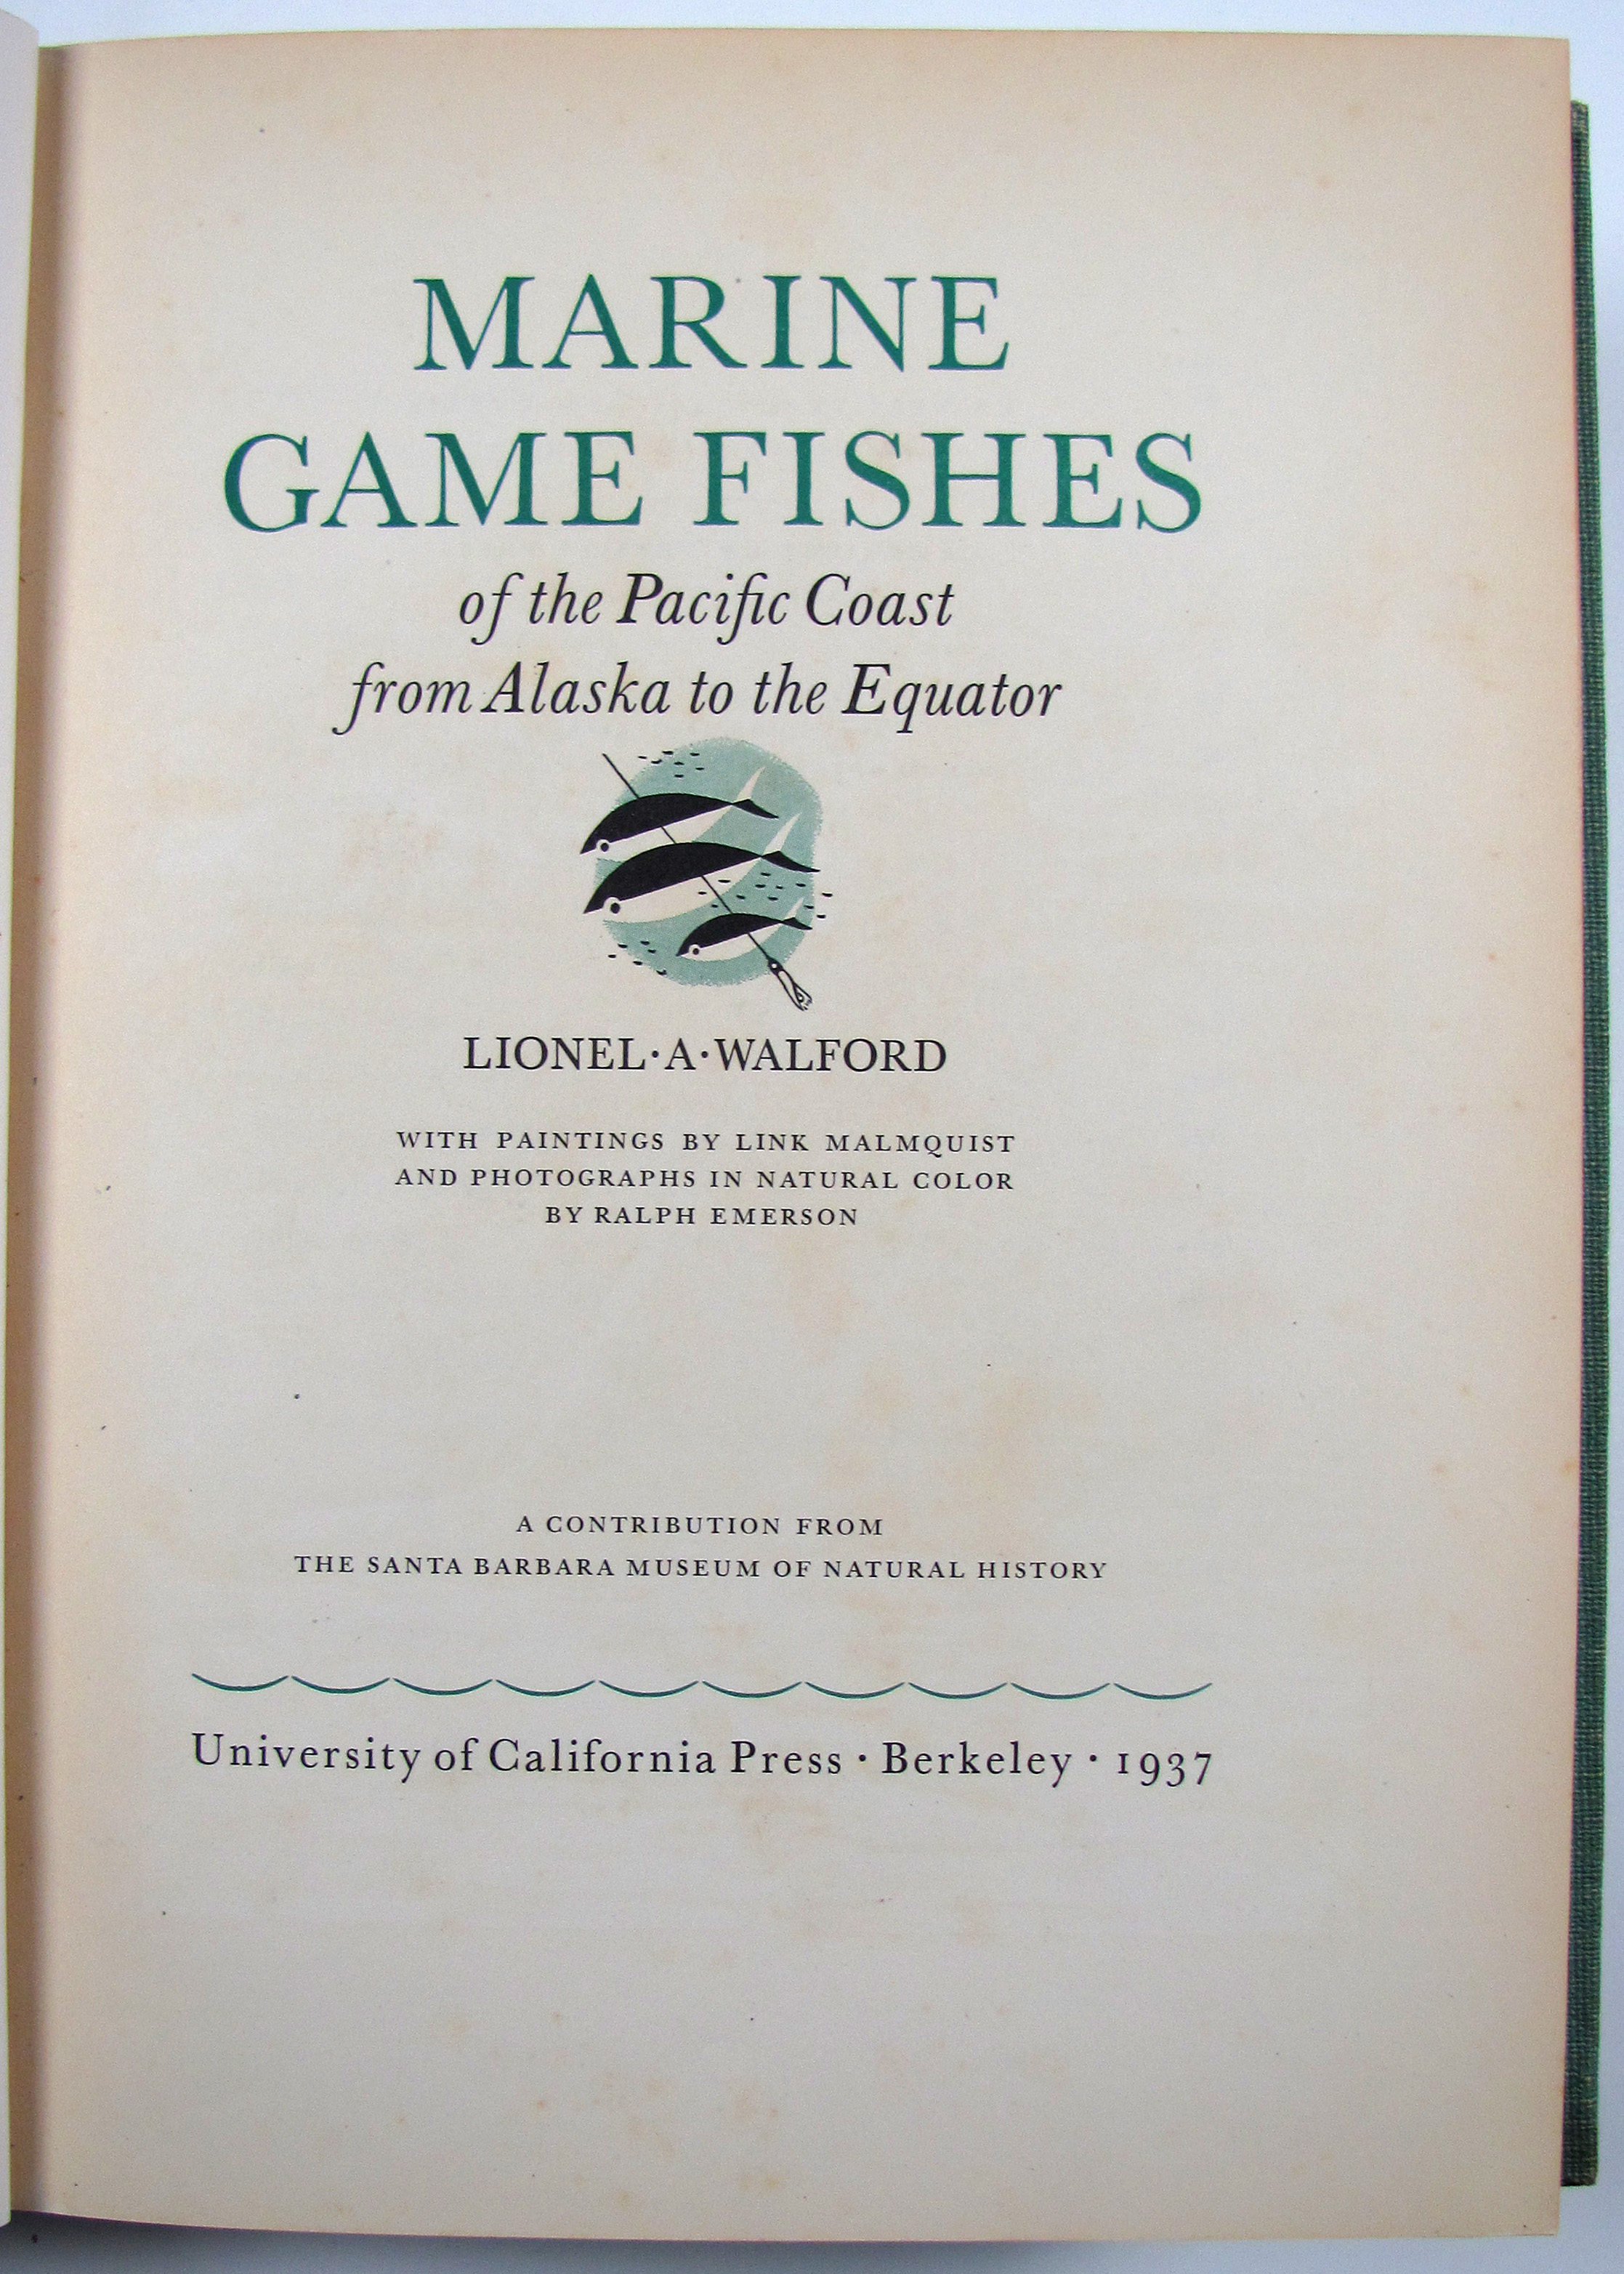 MARINE
GAME FISHES
of the Pacific Coast
from Alaska to the Equator
LIONEL·A·WALFORD
WITH PAINTINGS BY LINK MALMQUIST
AND PHOTOGRAPHS IN NATURAL COLOR
BY RALPH EMERSON
A CONTRIBUTION FROM
THE SANTA BARBARA MUSEUM OF NATURAL HISTORY
University of California Press · Berkeley · 1937